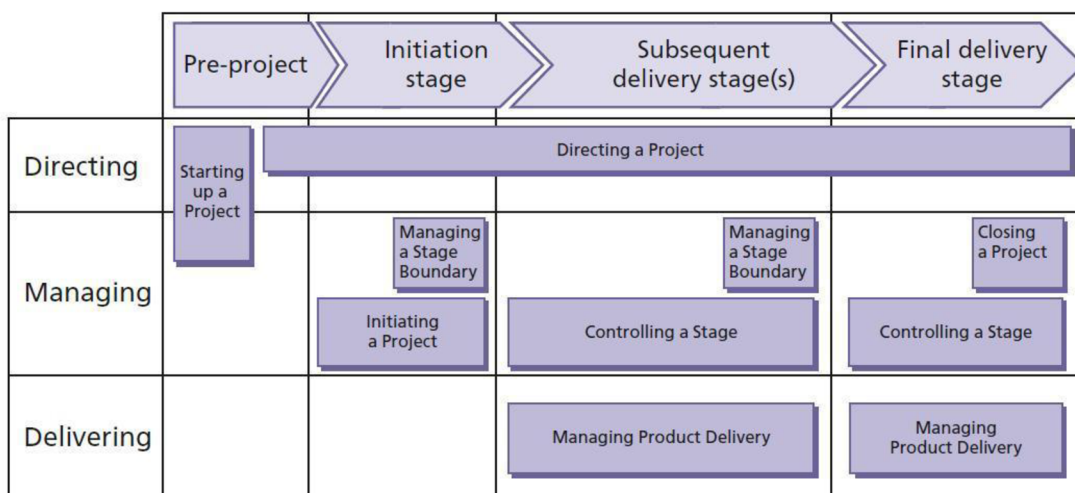 Pre-project
Initiation
stage
Subsequent
delivery stage(s)
Final delivery
stage
Directing
Starting
up a
Project
Directing a Project
Managing
Managing
a Stage
Boundary
Managing
a Stage
Boundary
Closing
a Project
Initiating
a Project
Controlling a Stage
Controlling a Stage
Delivering
Managing Product Delivery
Managing
Product Delivery